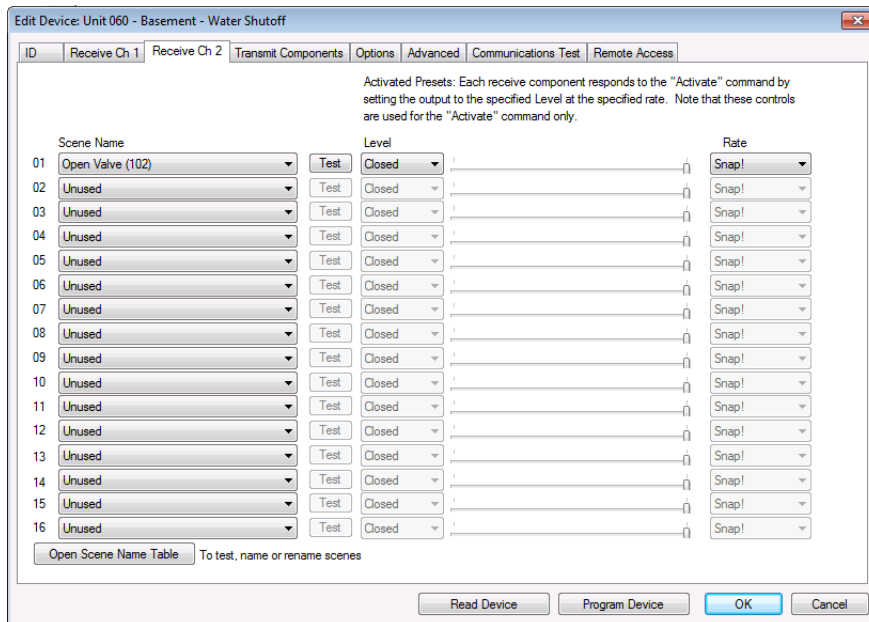 Edit Device: Unit 060 - Basement - Water Shutoff
ID Receive Ch 1 Receive Ch 2 Transmit Components Options Advanced Communications Test Remote Access
Activated Presets: Each receive component responds to the "Activate" command by
setting the output to the specified Level at the specified rate. Note that these controls
are used for the "Activate" command only.
Scene Name Level Rate
01 Open Valve (102) Test Closed Snap!
02 Unused Test Closed Snap!
03 Unused Test Closed Snap!
04 Unused Test Closed Snap!
05 Unused Test Closed Snap!
06 Unused Test Closed Snap!
07 Unused Test Closed Snap!
08 Unused Test Closed Snap!
09 Unused Test Closed Snap!
10 Unused Test Closed Snap!
11 Unused Test Closed Snap!
12 Unused Test Closed Snap!
13 Unused Test Closed Snap!
14 Unused Test Closed Snap!
15 Unused Test Closed Snap!
16 Unused Test Closed Snap!
Open Scene Name Table To test, name or rename scenes
Read Device Program Device OK Cancel